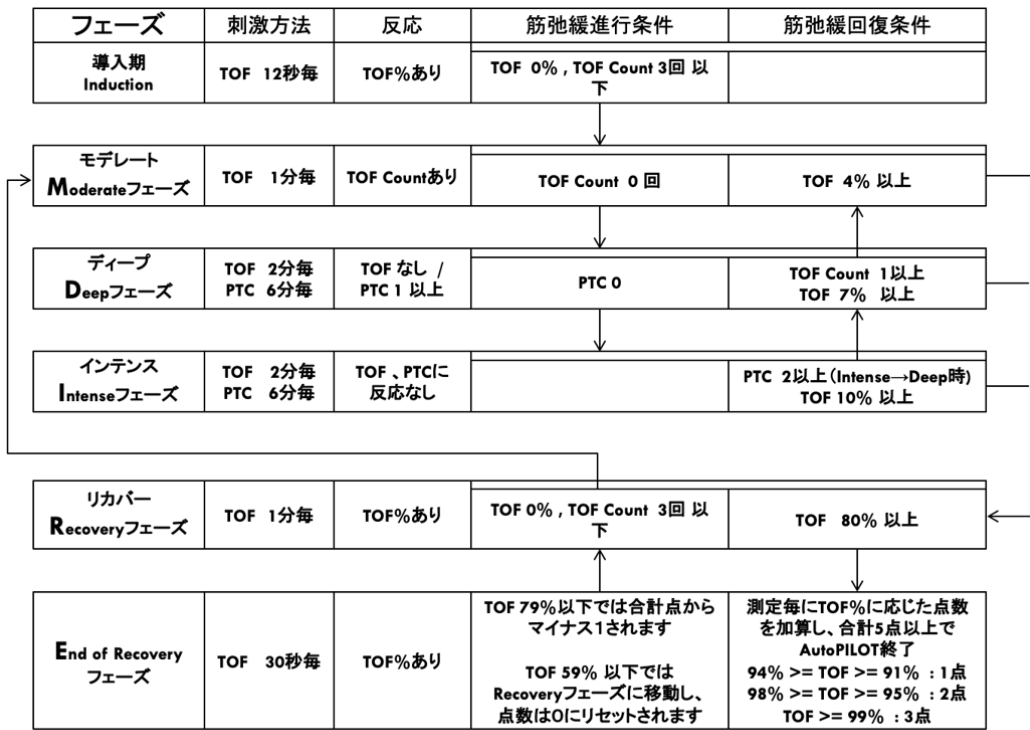 フェーズ 刺激方法 反応 筋弛緩進行条件 筋弛緩回復条件
導入期
Induction
TOF 12秒毎
TOF%あり
TOF 0% , TOF Count 3回 以
下
モデレート
Moderateフェーズ
TOF 1分毎
TOF Countあり
TOF Count 0 回
TOF 4% 以上
ディープ
Deepフェーズ
TOF 2分毎
PTC 6分毎
TOF なし /
PTC 1 以上
PTC 0
TOF Count 1以上
TOF 7% 以上
インテンス
Intenseフェーズ
TOF 2分毎
PTC 6分毎
TOF 、PTCに
反応なし
PTC 2以上(Intense→Deep時)
TOF 10% 以上
リカバー
Recoveryフェーズ
TOF 1分毎
TOF%あり
TOF 0% , TOF Count 3回 以
下
TOF 80% 以上
End of Recovery
フェーズ
TOF 30秒毎
TOF%あり
TOF 79%以下では合計点から
マイナス1されます
TOF 59% 以下では
Recoveryフェーズに移動し、
点数は0にリセットされます
測定毎にTOF%に応じた点数
を加算し、合計5点以上で
AutoPILOT終了
94% >= TOF >= 91% : 1点
98% >= TOF >= 95% : 2点
TOF >= 99% : 3点